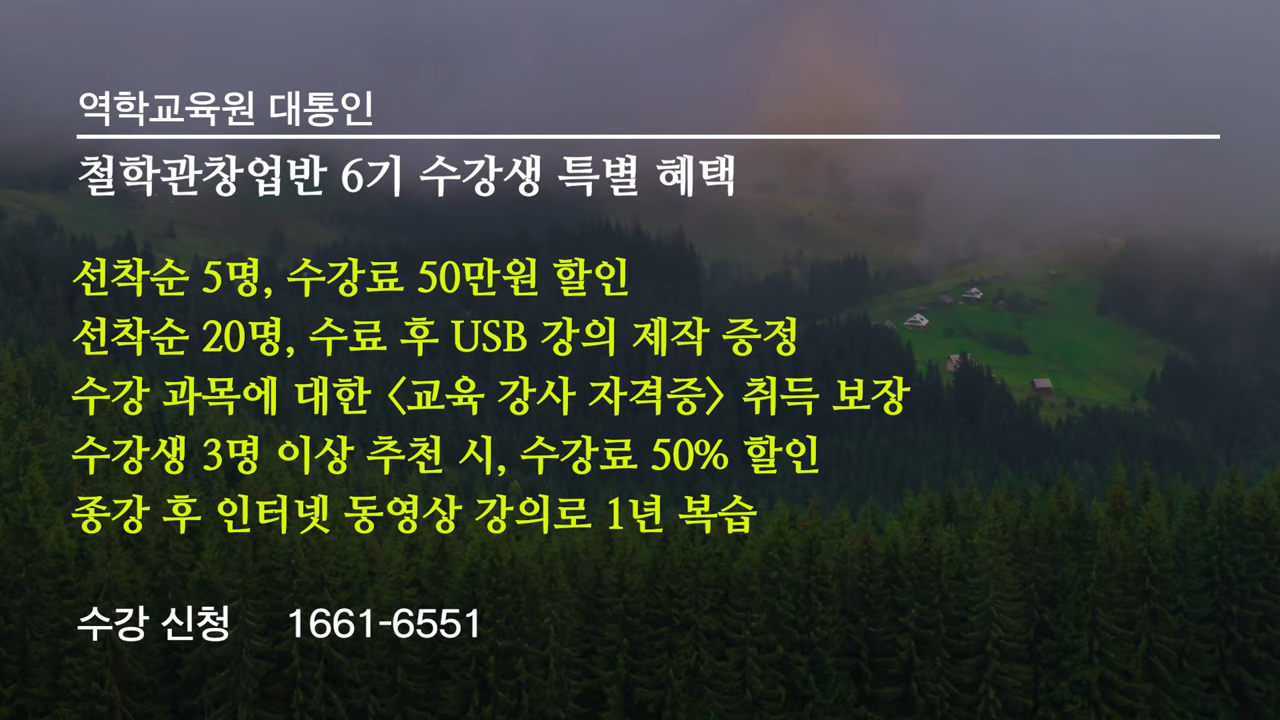 역학교육원 대통인
철학관창업반 6기 수강생 특별 혜택
선착순 5명, 수강료 50만원 할인
선착순 20명, 수료 후 USB 강의 제작 증정
수강 과목에 대한 <교육 강사 자격증> 취득 보장
수강생 3명 이상 추천 시, 수강료 50% 할인
종강 후 인터넷 동영상 강의로 1년 복습
수강 신청 1661-6551